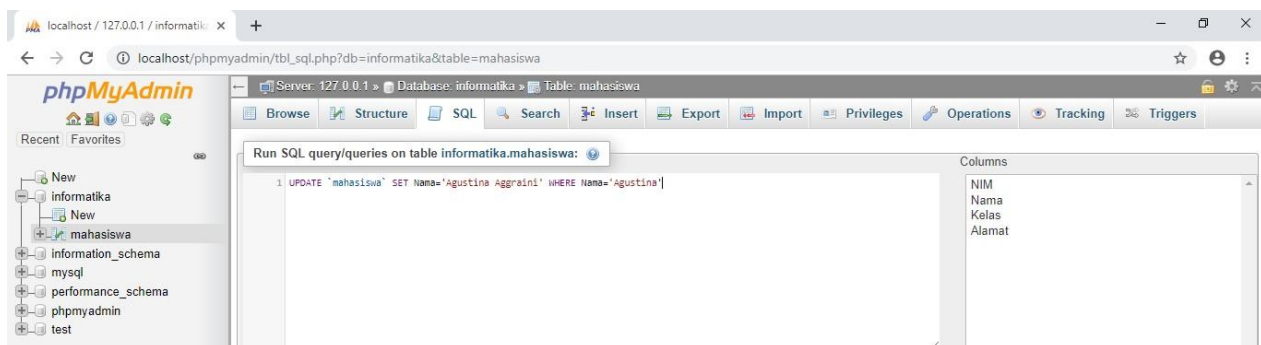 localhost / 127.0.0.1 / informatik
localhost/phpmyadmin/tbl_sql.php?db=informatika&table=mahasiswa
phpMyAdmin
Recent Favorites
New
informatika
New
mahasiswa
information_schema
mysql
performance_schema
phpmyadmin
test
Server: 127.0.0.1 » Database: informatika » Table: mahasiswa
Browse Structure SQL Search Insert Export Import Privileges Operations Tracking Triggers
Run SQL query/queries on table informatika.mahasiswa:
1 UPDATE `mahasiswa` SET Nama='Agustina Aggraini' WHERE Nama='Agustina'
Columns
NIM
Nama
Kelas
Alamat